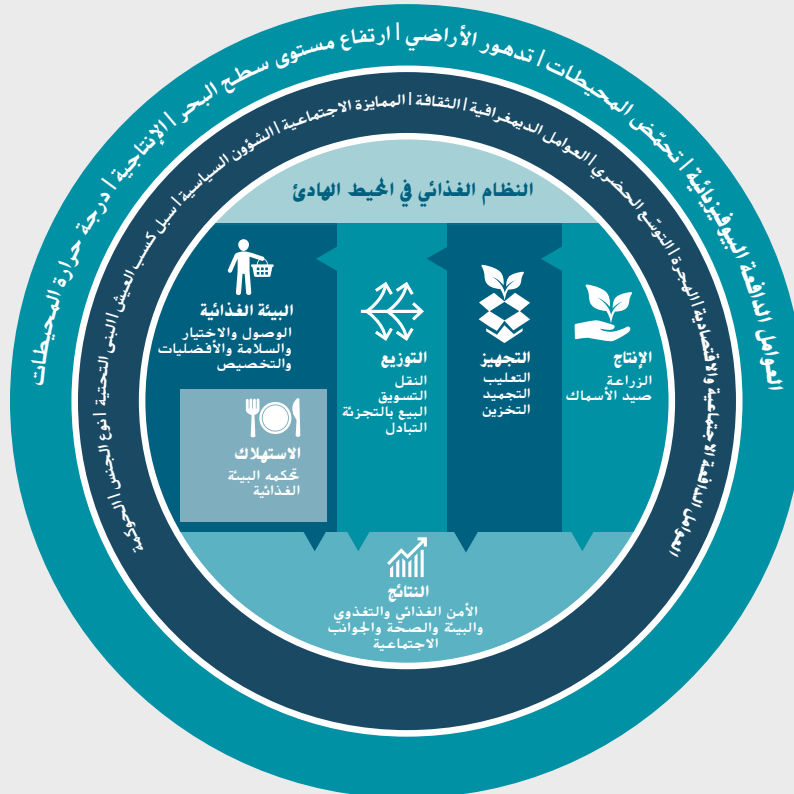 العوامل الدافعة البيوفيزيائية | تحمّض المحيطات | تدهور الأراضي | ارتفاع مستوى سطح البحر | الإنتاجية | درجة حرارة المحيطات
العوامل الدافعة الاجتماعية والاقتصادية | الهجرة | التوسّع الحضري | العوامل الديمغرافية | الثقافة | الممايزة الاجتماعية | الشؤون السياسية | سبل كسب العيش | البنى التحتية | نوع الجنس | الحوكمة
النظام الغذائي في المحيط الهادئ
الإنتاج
الزراعة
صيد الأسماك
التجهيز
التعليب
التجميد
التخزين
التوزيع
النقل
التسويق
البيع بالتجزئة
التبادل
البيئة الغذائية
الوصول والاختيار
والسلامة والأفضليات
والتخصيص
الاستهلاك
تحكمه البيئة
الغذائية
النتائج
الأمن الغذائي والتغذوي
والبيئة والصحة والجوانب
الاجتماعية